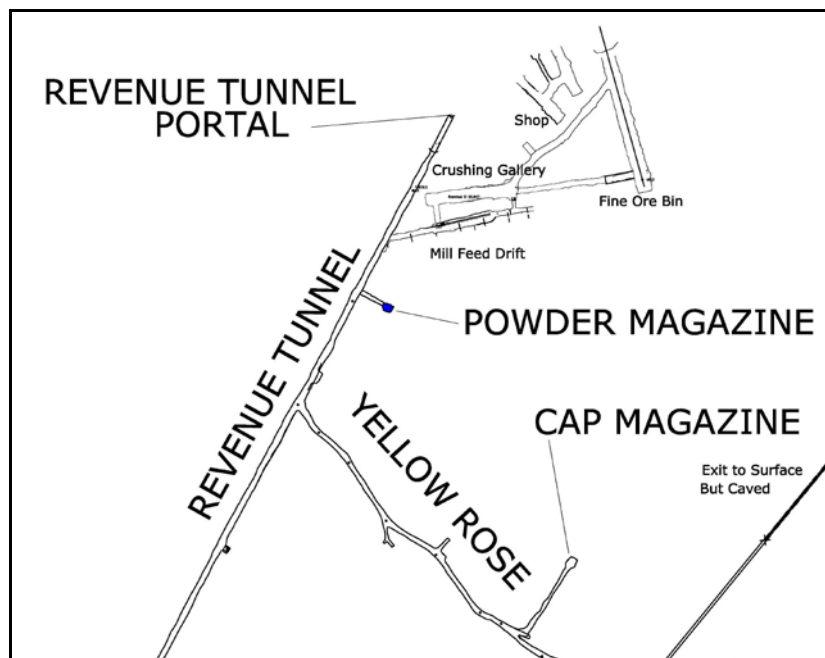 REVENUE TUNNEL
PORTAL
Shop
Crushing Gallery
Fine Ore Bin
Mill Feed Drift
REVENUE TUNNEL
POWDER MAGAZINE
YELLOW ROSE
CAP MAGAZINE
Exit to Surface
But Caved